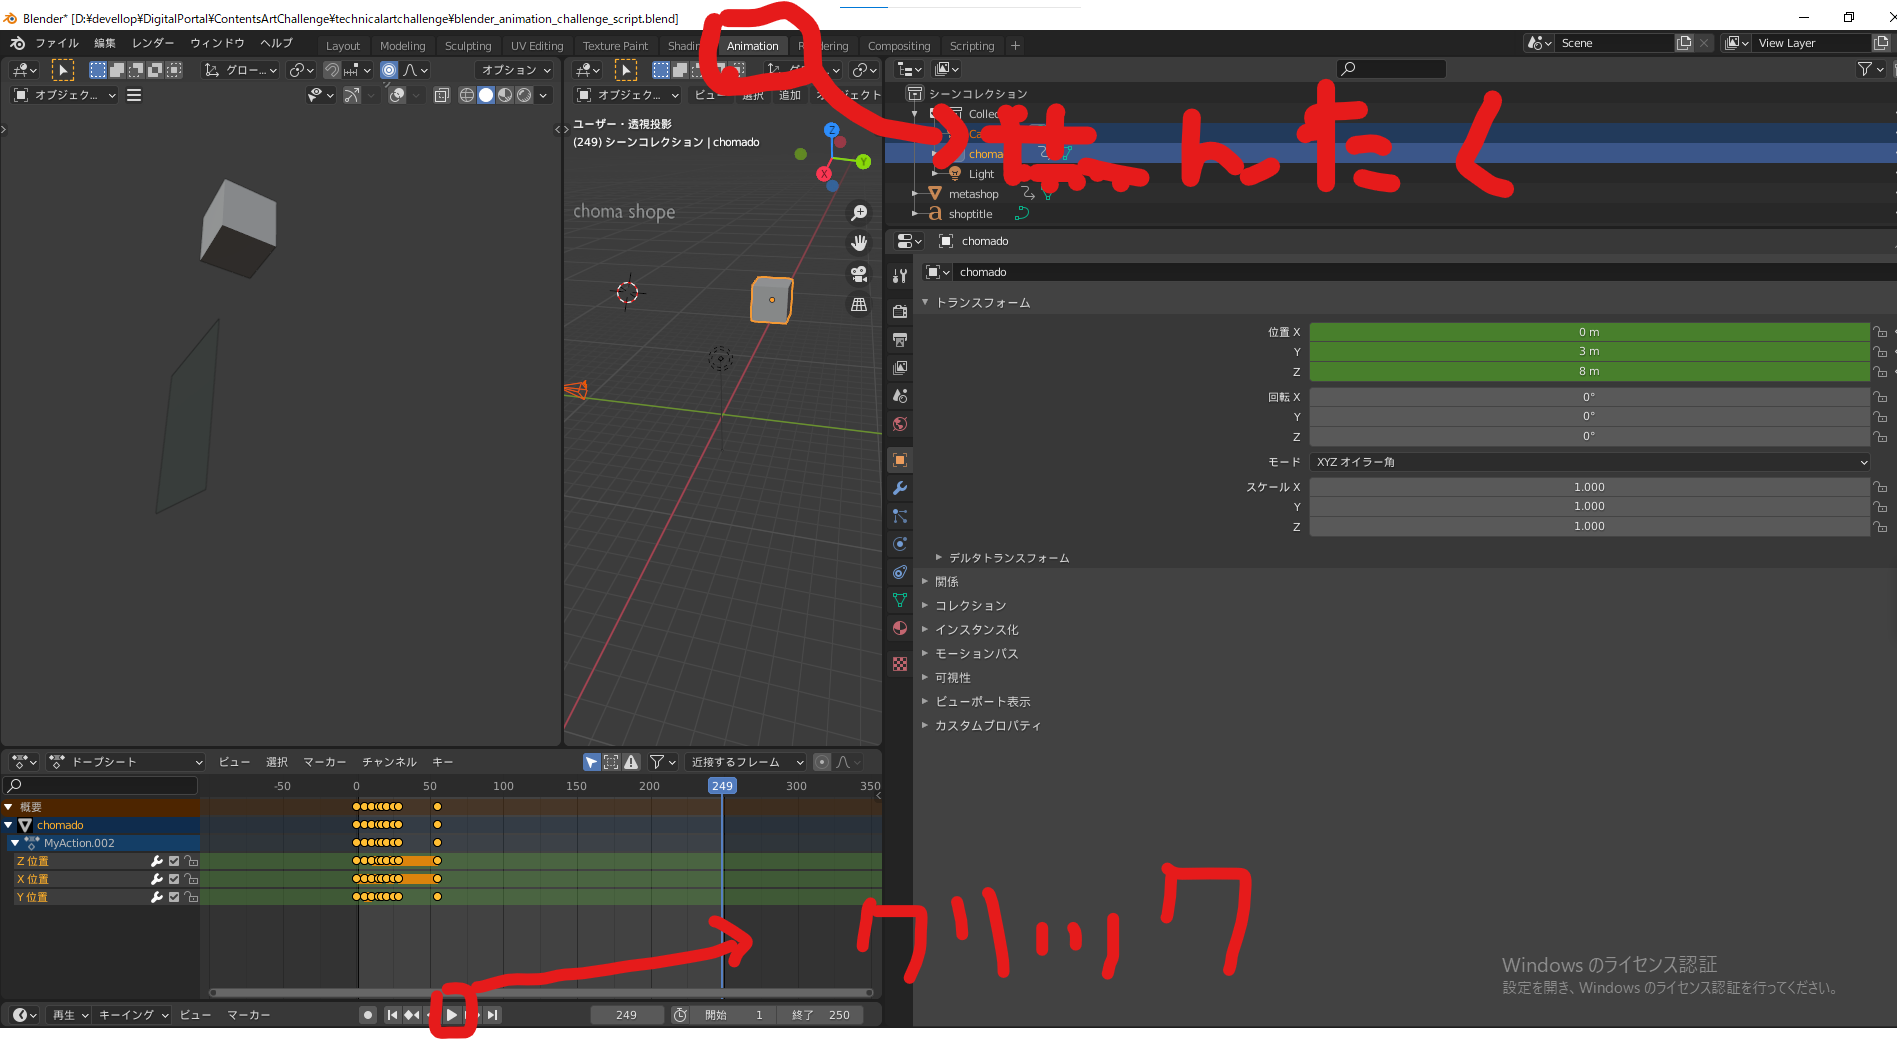 Blender* [D:¥devellop¥DigitalPortal¥ContentsArtChallenge¥technicalartchallenge¥blender_animation_challenge_script.blend]
ファイル 編集 レンダー ウィンドウ ヘルプ Layout Modeling Sculpting UV Editing Texture Paint Animation Compositing Scripting + Scene View Layer
グロー... オプション
オブジェク... オブジェク... ビュー 選択 追加 オブジェクト
ユーザー・透視投影
(249) シーンコレクション | chomado
choma shope
Z
Y
X
シーンコレクション
せんたく
Light
metashop
shoptitle
chomado
chomado
トランスフォーム
位置 X 0 m
Y 3 m
Z 8 m
回転 X 0°
Y 0°
Z 0°
モード XYZ オイラー角
スケール X 1.000
Y 1.000
Z 1.000
デルタトランスフォーム
関係
コレクション
インスタンス化
モーションパス
可視性
ビューポート表示
カスタムプロパティ
ドープシート ビュー 選択 マーカー チャンネル キー 近接するフレーム
-50 0 50 100 150 200 249 300 350
概要
chomado
MyAction.002
Z 位置
X 位置
Y 位置
クリック
Windows のライセンス認証
設定を開き、Windows のライセンス認証を行ってください。
再生 キーイング ビュー マーカー 249 開始 1 終了 250